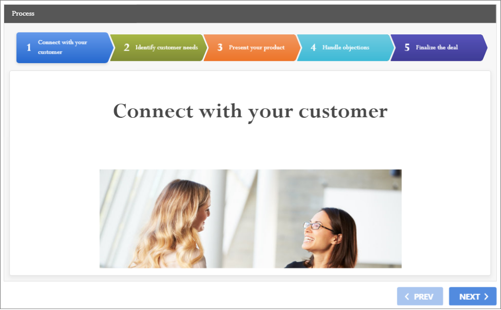 Process
1 Connect with your
customer
2 Identify customer needs
3 Present your product
4 Handle objections
5 Finalize the deal
Connect with your customer
PREV
NEXT